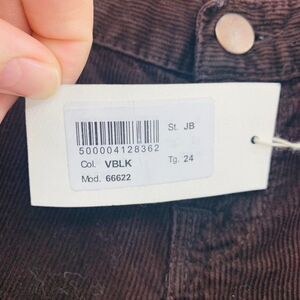 St. JB
500004128362
Col. VBLK Tg. 24
Mod. 66622